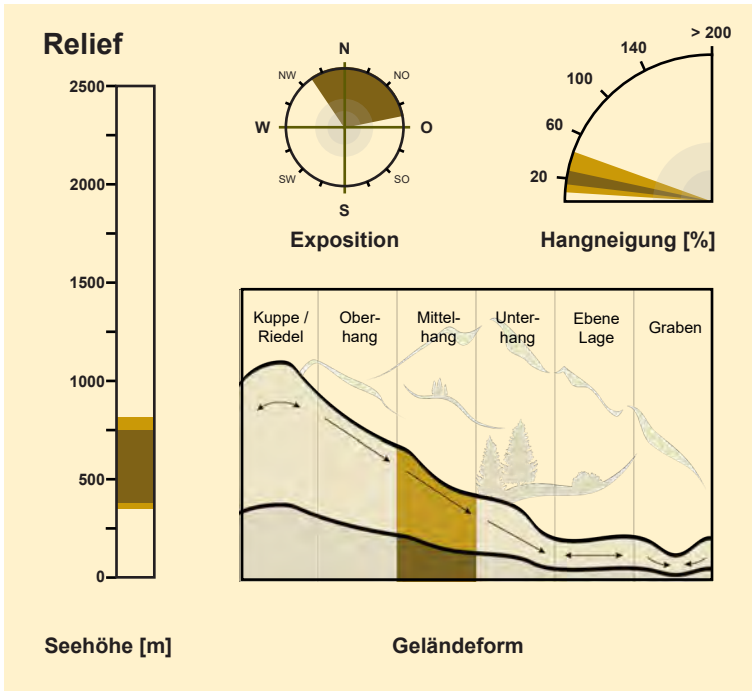 Relief
2500
2000
1500
1000
500
0
Seehöhe [m]
N
NW
NO
W
O
SW
SO
S
Exposition
> 200
140
100
60
20
Hangneigung [%]
Kuppe /
Riedel
Ober-
hang
Mittel-
hang
Unter-
hang
Ebene
Lage
Graben
Geländeform